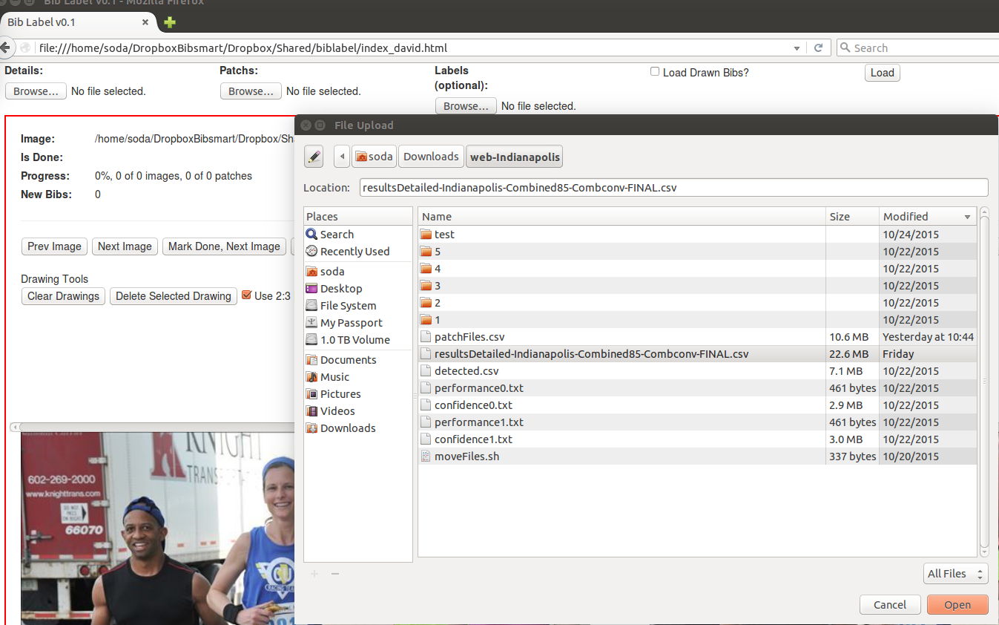 Bib Label v0.1 - Mozilla Firefox
Bib Label v0.1
file:///home/soda/DropboxBibsmart/Dropbox/Shared/biblabel/index_david.html
Search
Details:
Patchs:
Labels
(optional):
Load Drawn Bibs?
Load
Browse... No file selected.
Browse... No file selected.
Browse... No file selected.
File Upload
Image: /home/soda/DropboxBibsmart/Dropbox/Sha
Is Done:
Progress: 0%, 0 of 0 images, 0 of 0 patches
New Bibs: 0
Prev Image
Next Image
Mark Done, Next Image
Drawing Tools
Clear Drawings
Delete Selected Drawing
Use 2:3
soda
Downloads
web-Indianapolis
Location: resultsDetailed-Indianapolis-Combined85-Combconv-FINAL.csv
Places
Search
Recently Used
soda
Desktop
File System
My Passport
1.0 TB Volume
Documents
Music
Pictures
Videos
Downloads
Name Size Modified
test 10/24/2015
5 10/22/2015
4 10/22/2015
3 10/22/2015
2 10/22/2015
1 10/22/2015
patchFiles.csv 10.6 MB Yesterday at 10:44
resultsDetailed-Indianapolis-Combined85-Combconv-FINAL.csv 22.6 MB Friday
detected.csv 7.1 MB 10/22/2015
performance0.txt 461 bytes 10/22/2015
confidence0.txt 2.9 MB 10/22/2015
performance1.txt 461 bytes 10/22/2015
confidence1.txt 3.0 MB 10/22/2015
moveFiles.sh 337 bytes 10/20/2015
All Files
Cancel
Open
KNIGHT
TRANS
602-269-2000
www.knighttrans.com
DO NOT
PASS
ON RIGHT
66070
RACING TEAM